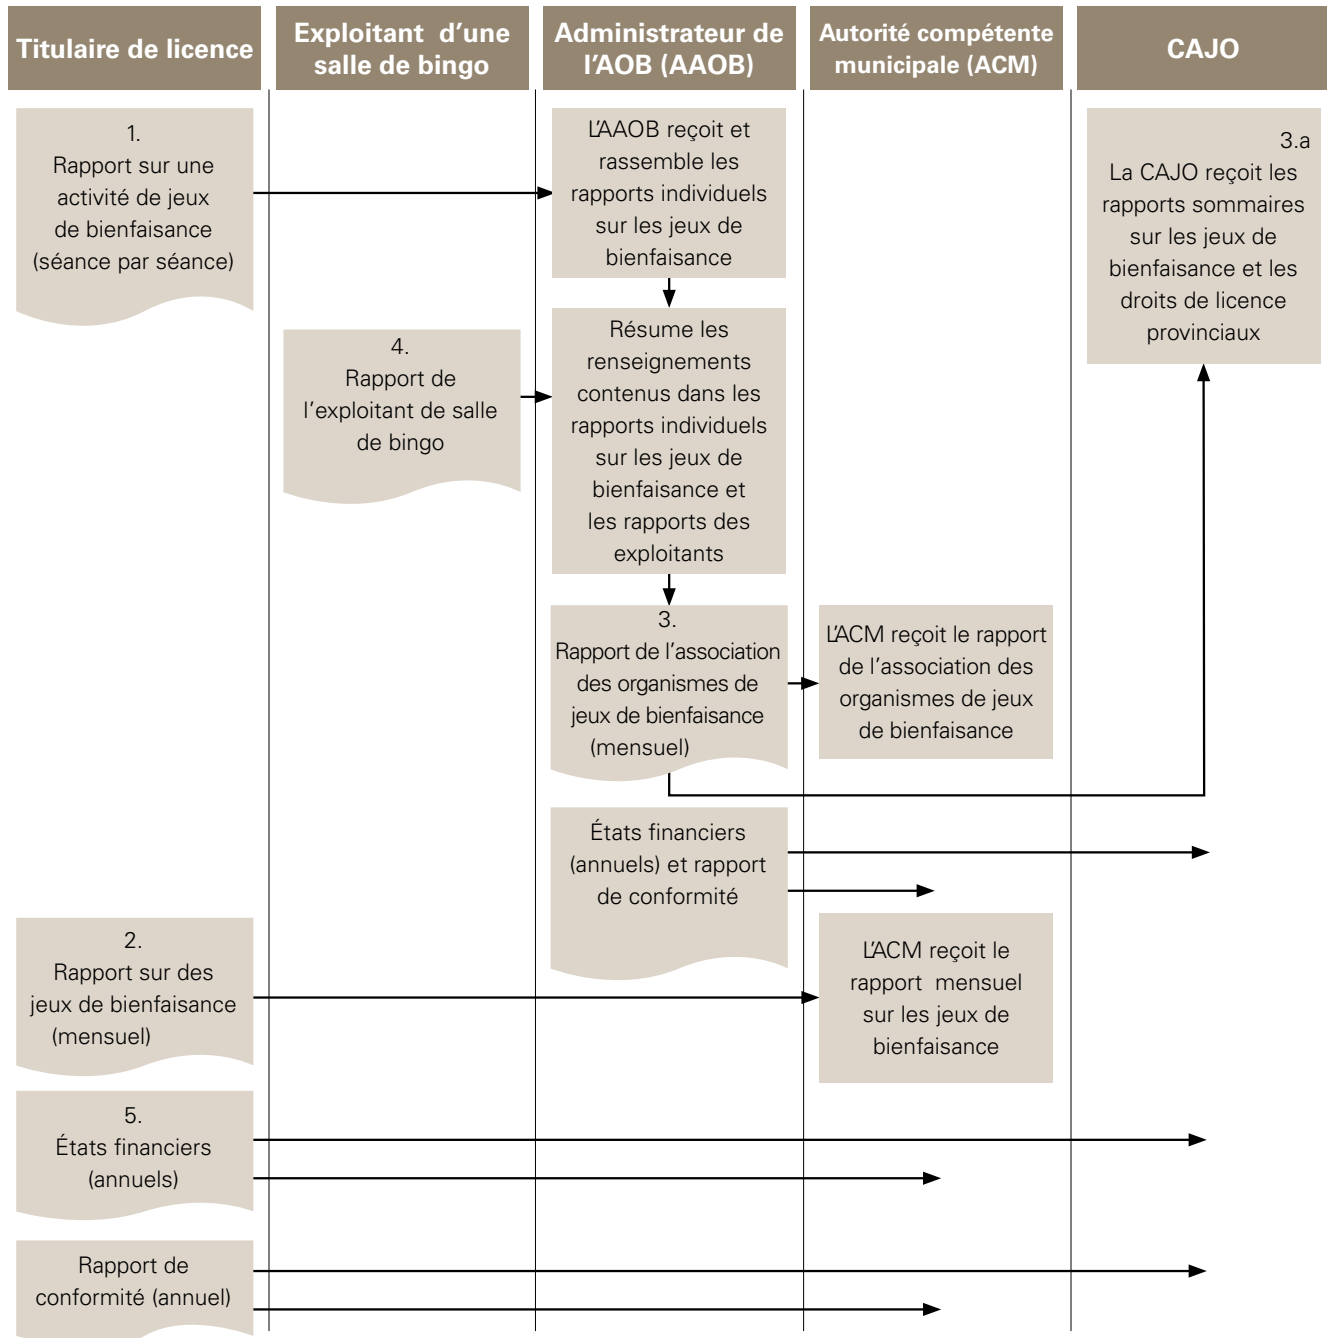 Titulaire de licence
Exploitant d'une
salle de bingo
Administrateur de
l'AOB (AAOB)
Autorité compétente
municipale (ACM)
CAJO
1.
Rapport sur une
activité de jeux
de bienfaisance
(séance par séance)
L'AAOB reçoit et
rassemble les
rapports individuels
sur les jeux de
bienfaisance
3.a
La CAJO reçoit les
rapports sommaires
sur les jeux de
bienfaisance et les
droits de licence
provinciaux
4.
Rapport de
l'exploitant de salle
de bingo
Résume les
renseignements
contenus dans les
rapports individuels
sur les jeux de
bienfaisance et
les rapports des
exploitants
3.
Rapport de l'association
des organismes de
jeux de bienfaisance
(mensuel)
L'ACM reçoit le rapport
de l'association des
organismes de jeux
de bienfaisance
États financiers
(annuels) et rapport
de conformité
2.
Rapport sur des
jeux de bienfaisance
(mensuel)
L'ACM reçoit le
rapport mensuel
sur les jeux de
bienfaisance
5.
États financiers
(annuels)
Rapport de
conformité (annuel)